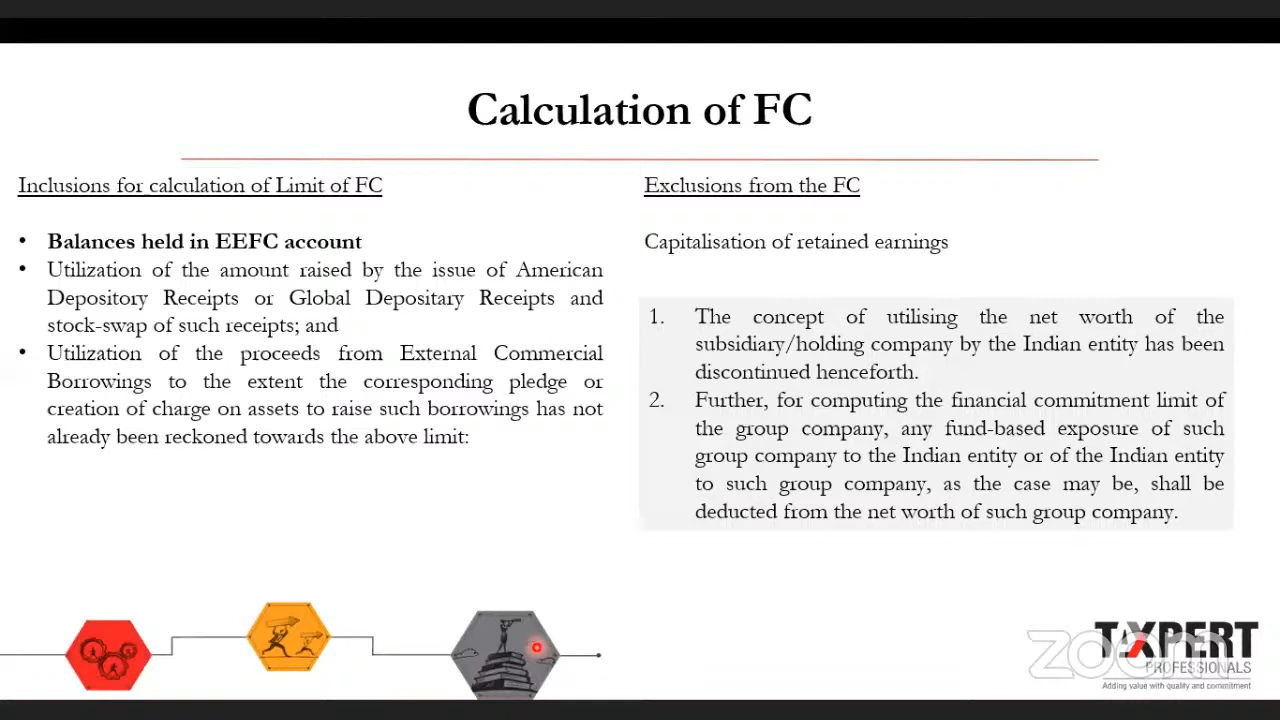 Calculation of FC
Inclusions for calculation of Limit of FC
• Balances held in EEFC account
• Utilization of the amount raised by the issue of American
Depository Receipts or Global Depositary Receipts and
stock-swap of such receipts; and
• Utilization of the proceeds from External Commercial
Borrowings to the extent the corresponding pledge or
creation of charge on assets to raise such borrowings has not
already been reckoned towards the above limit:
Exclusions from the FC
Capitalisation of retained earnings
1. The concept of utilising the net worth of the
subsidiary/holding company by the Indian entity has been
discontinued henceforth.
2. Further, for computing the financial commitment limit of
the group company, any fund-based exposure of such
group company to the Indian entity or of the Indian entity
to such group company, as the case may be, shall be
deducted from the net worth of such group company.
TAXPERT
PROFESSIONALS
Adding value with quality and commitment
zoom